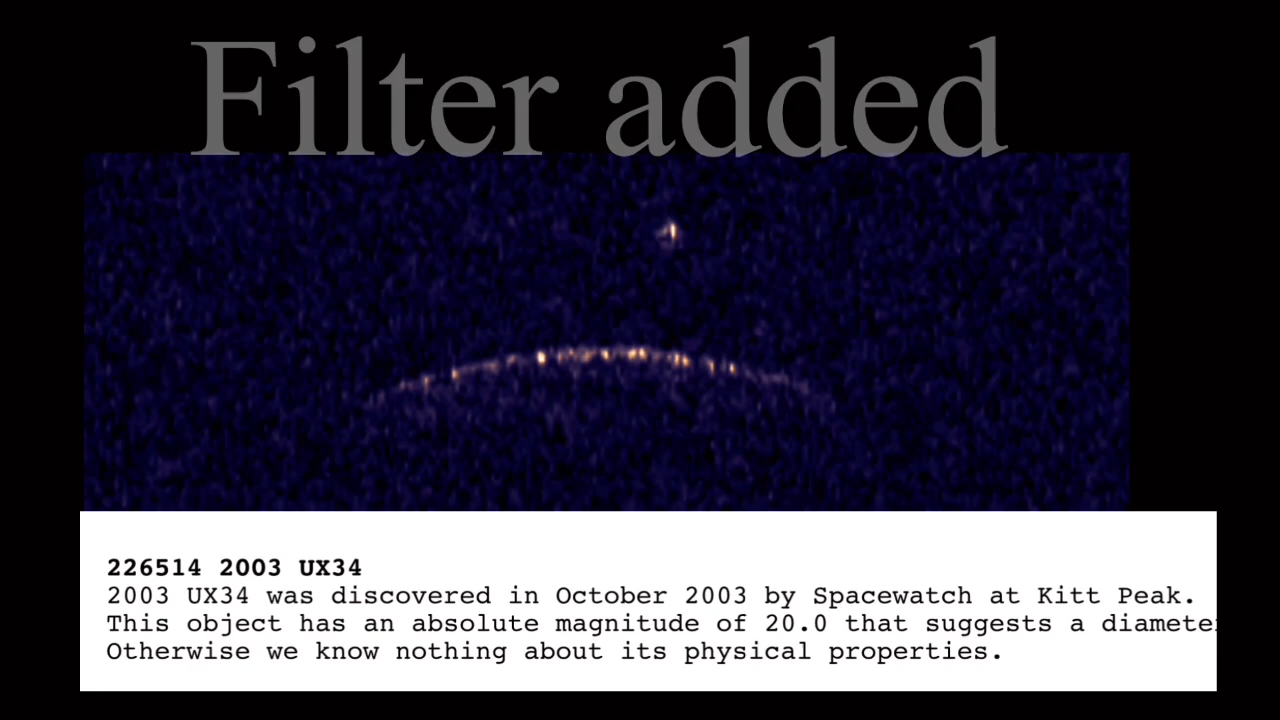 Filter added
226514 2003 UX34
2003 UX34 was discovered in October 2003 by Spacewatch at Kitt Peak.
This object has an absolute magnitude of 20.0 that suggests a
Otherwise we know nothing about its physical properties.